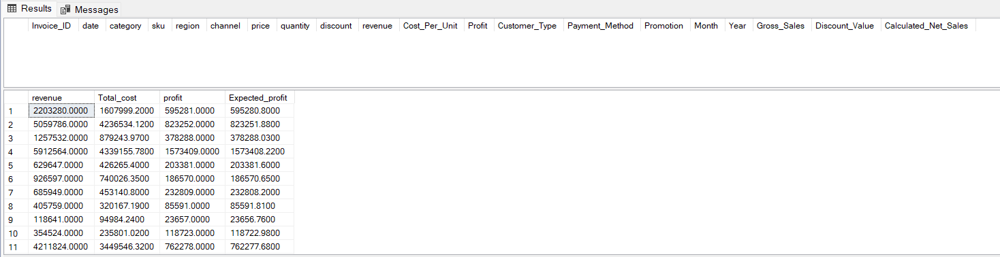 Results Messages
Invoice_ID date category sku region channel price quantity discount revenue Cost_Per_Unit Profit Customer_Type Payment_Method Promotion Month Year Gross_Sales Discount_Value Calculated_Net_Sales
revenue Total_cost profit Expected_profit
1 2203280.0000 1607999.2000 595281.0000 595280.8000
2 5059786.0000 4236534.1200 823252.0000 823251.8800
3 1257532.0000 879243.9700 378288.0000 378288.0300
4 5912564.0000 4339155.7800 1573409.0000 1573408.2200
5 629647.0000 426265.4000 203381.0000 203381.6000
6 926597.0000 740026.3500 186570.0000 186570.6500
7 685949.0000 453140.8000 232809.0000 232808.2000
8 405759.0000 320167.1900 85591.0000 85591.8100
9 118641.0000 94984.2400 23657.0000 23656.7600
10 354524.0000 235801.0200 118723.0000 118722.9800
11 4211824.0000 3449546.3200 762278.0000 762277.6800